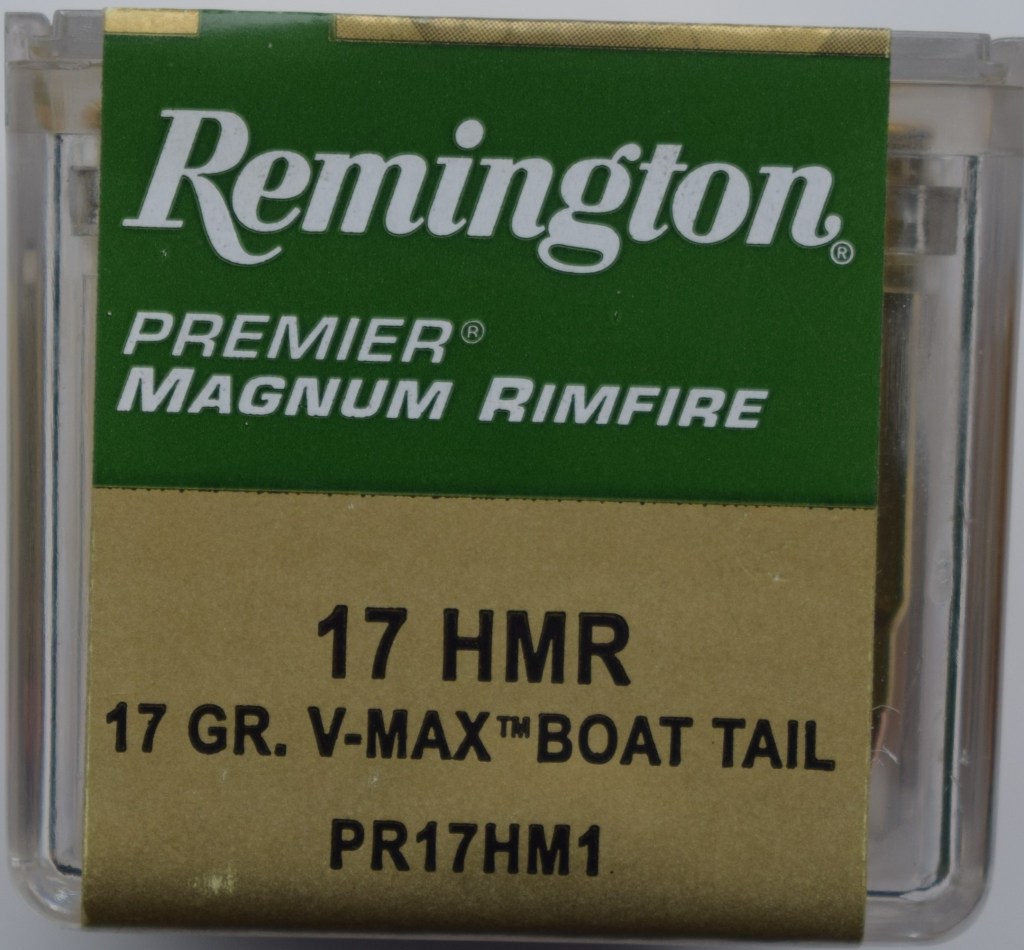 Remington®
PREMIER®
MAGNUM RIMFIRE
17 HMR
17 GR. V-MAX™ BOAT TAIL
PR17HM1